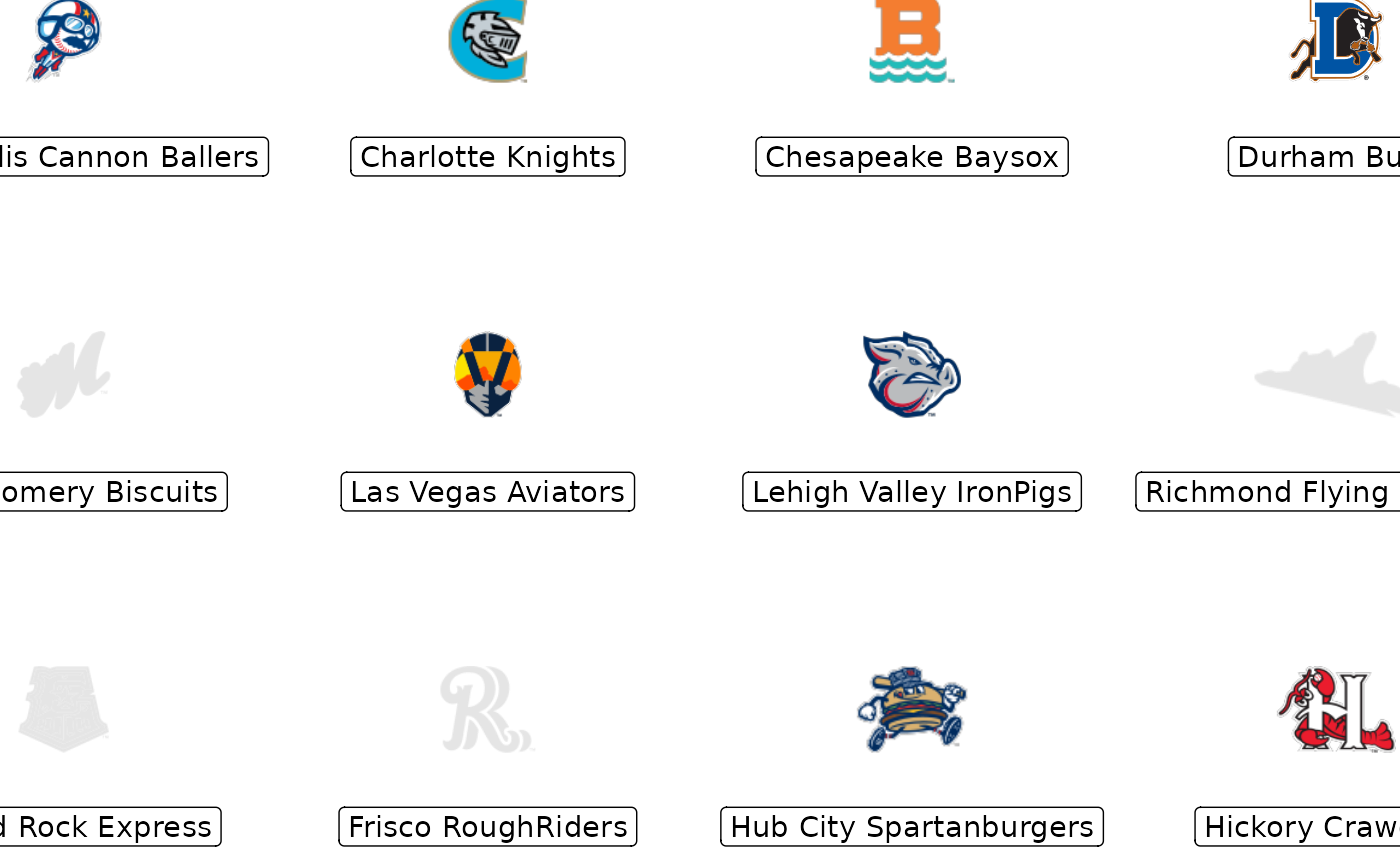 lis Cannon Ballers
Charlotte Knights
Chesapeake Baysox
Durham Bu
omery Biscuits
Las Vegas Aviators
Lehigh Valley IronPigs
Richmond Flying
d Rock Express
Frisco RoughRiders
Hub City Spartanburgers
Hickory Craw